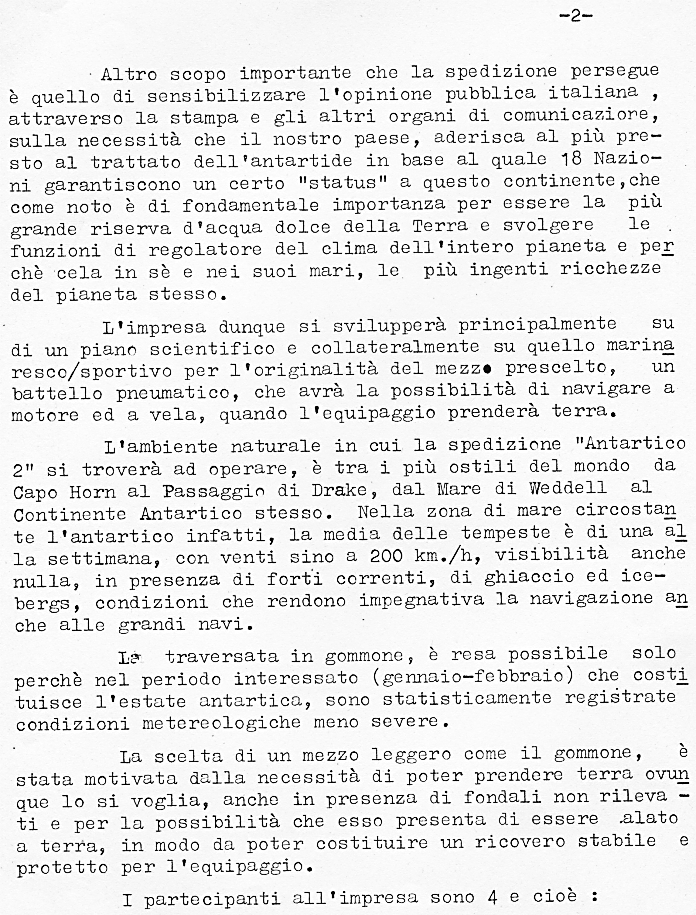 -2-
Altro scopo importante che la spedizione persegue
è quello di sensibilizzare l'opinione pubblica italiana ,
attraverso la stampa e gli altri organi di comunicazione,
sulla necessità che il nostro paese, aderisca al più pre-
sto al trattato dell'antartide in base al quale 18 Nazio-
ni garantiscono un certo "status" a questo continente,che
come noto è di fondamentale importanza per essere la più
grande riserva d'acqua dolce della Terra e svolgere le
funzioni di regolatore del clima dell'intero pianeta e per
chè cela in sè e nei suoi mari, le più ingenti ricchezze
del pianeta stesso.
L'impresa dunque si svilupperà principalmente su
di un piano scientifico e collateralmente su quello marina
resco/sportivo per l'originalità del mezzo prescelto, un
battello pneumatico, che avrà la possibilità di navigare a
motore ed a vela, quando l'equipaggio prenderà terra.
L'ambiente naturale in cui la spedizione "Antartico
2" si troverà ad operare, è tra i più ostili del mondo da
Capo Horn al Passaggio di Drake, dal Mare di Weddell al
Continente Antartico stesso. Nella zona di mare circostan
te l'antartico infatti, la media delle tempeste è di una al
la settimana, con venti sino a 200 km./h, visibilità anche
nulla, in presenza di forti correnti, di ghiaccio ed ice-
bergs, condizioni che rendono impegnativa la navigazione an
che alle grandi navi.
La traversata in gommone, è resa possibile solo
perchè nel periodo interessato (gennaio-febbraio) che costi
tuisce l'estate antartica, sono statisticamente registrate
condizioni metereologiche meno severe.
La scelta di un mezzo leggero come il gommone, è
stata motivata dalla necessità di poter prendere terra ovun
que lo si voglia, anche in presenza di fondali non rileva -
ti e per la possibilità che esso presenta di essere alato
a terra, in modo da poter costituire un ricovero stabile e
protetto per l'equipaggio.
I partecipanti all'impresa sono 4 e cioè :